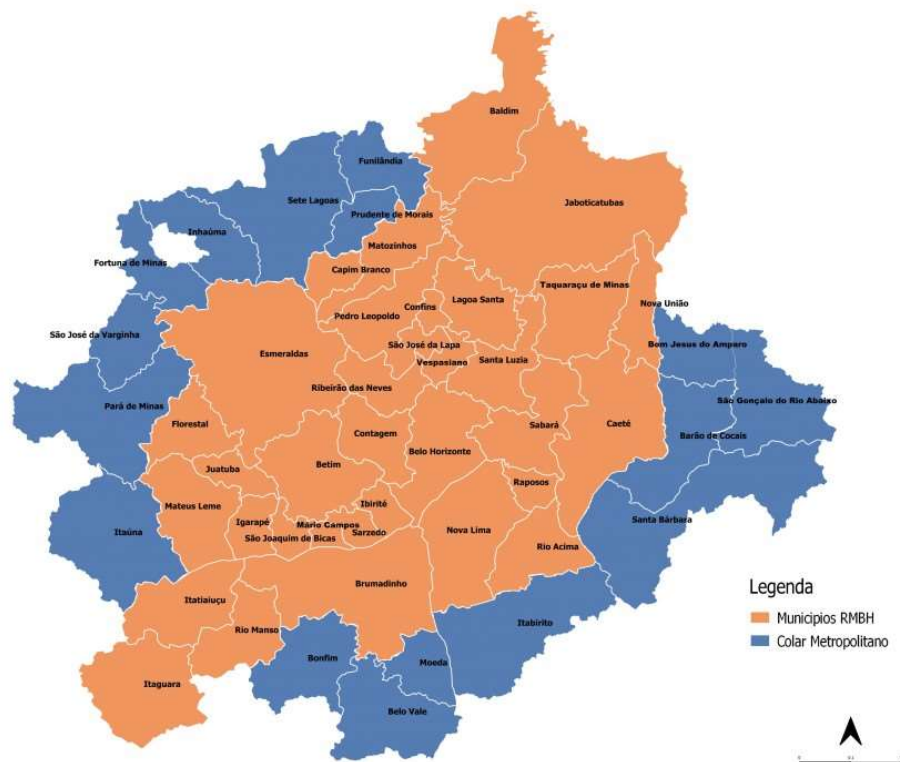 Baldim
Funilândia
Sete Lagoas
Jaboticatubas
Prudente de Morais
Inhaúma
Matozinhos
Fortuna de Minas
Capim Branco
Taquaraçu de Minas
Lagoa Santa
Nova União
Confins
Pedro Leopoldo
São José da Varginha
São José da Lapa
Bom Jesus do Amparo
Esmeraldas
Vespasiano
Santa Luzia
Ribeirão das Neves
São Gonçalo do Rio Abaixo
Pará de Minas
Florestal
Caeté
Sabará
Contagem
Barão de Cocais
Belo Horizonte
Juatuba
Betim
Raposos
Mateus Leme
Ibirité
Igarapé
Mário Campos
Santa Bárbara
Itaúna
Nova Lima
Sarzedo
São Joaquim de Bicas
Rio Acima
Brumadinho
Legenda
Itatiaiuçu
Municipios RMBH
Itabirito
Rio Manso
Colar Metropolitano
Bonfim
Moeda
Itaguara
Belo Vale